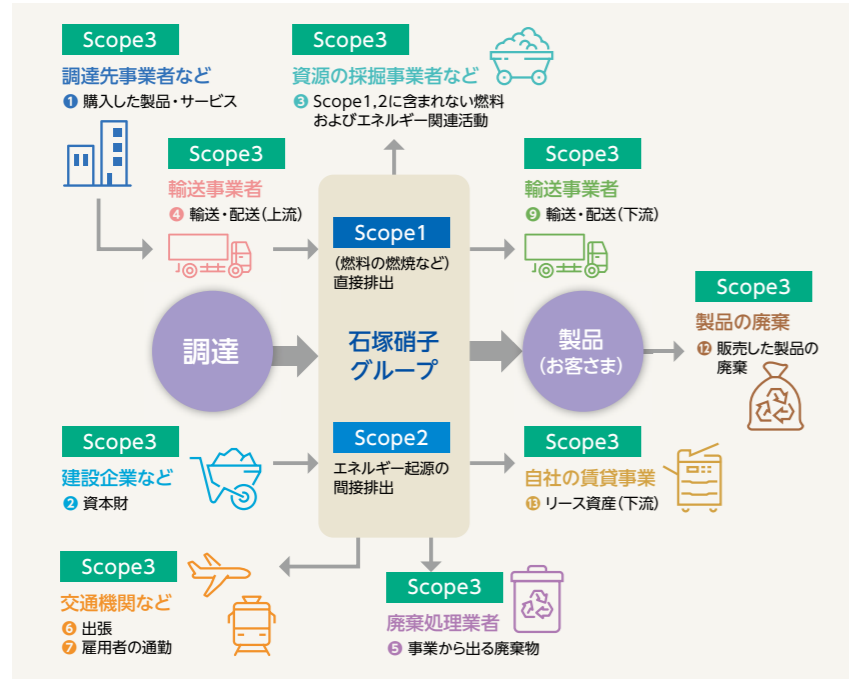 Scope3
調達先事業者など
❶ 購入した製品・サービス
Scope3
資源の採掘事業者など
❸ Scope1,2に含まれない燃料
およびエネルギー関連活動
Scope3
輸送事業者
❹ 輸送・配送(上流)
Scope1
(燃料の燃焼など)
直接排出
Scope3
輸送事業者
❾ 輸送・配送(下流)
調達
石塚硝子
グループ
製品
(お客さま)
Scope3
製品の廃棄
⓬ 販売した製品の
廃棄
Scope3
建設企業など
❷ 資本財
Scope2
エネルギー起源の
間接排出
Scope3
自社の賃貸事業
⓭ リース資産(下流)
Scope3
交通機関など
❻ 出張
❼ 雇用者の通勤
Scope3
廃棄処理業者
❺ 事業から出る廃棄物